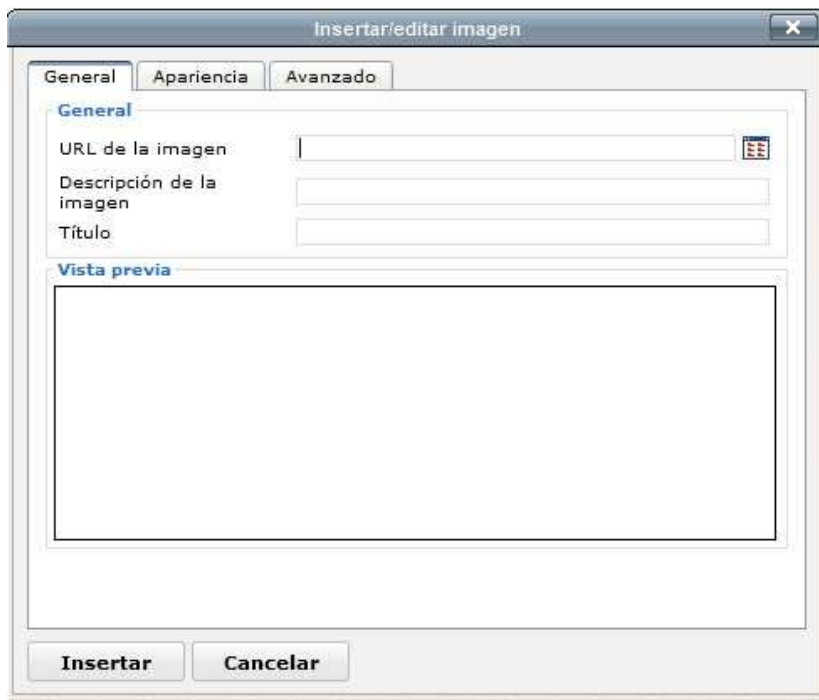 Insertar/editar imagen
General Apariencia Avanzado
General
URL de la imagen
Descripción de la
imagen
Título
Vista previa
Insertar Cancelar